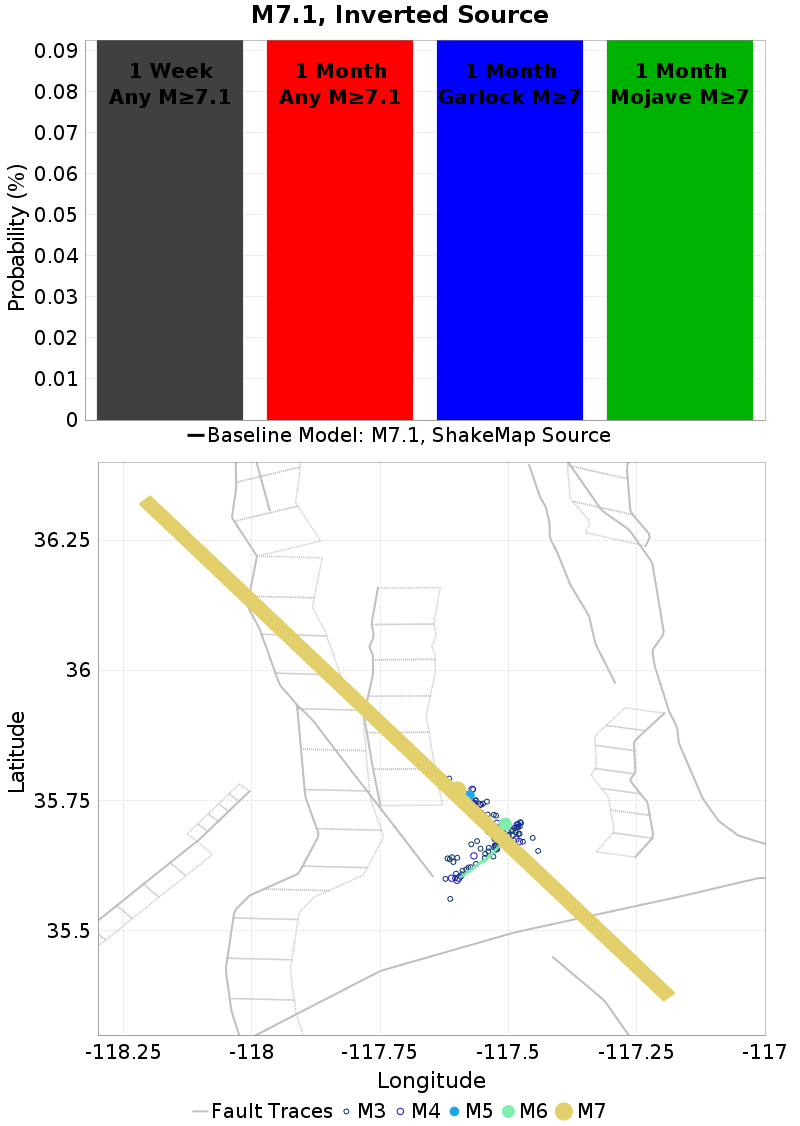 M7.1, Inverted Source
Probability (%)
0.09
0.08
0.07
0.06
0.05
0.04
0.03
0.02
0.01
0
1 Week
Any M≥7.1
1 Month
Any M≥7.1
1 Month
Garlock M≥7
1 Month
Mojave M≥7
Baseline Model: M7.1, ShakeMap Source
Latitude
36.25
36
35.75
35.5
-118.25
-118
-117.75
-117.5
-117.25
-117
Longitude
Fault Traces M3 M4 M5 M6 M7